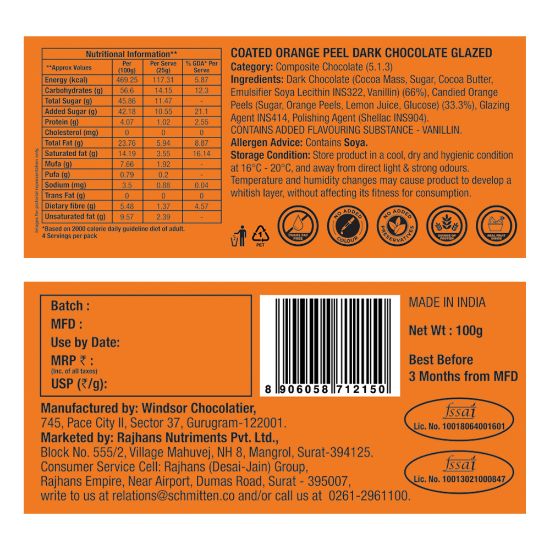 Nutritional Information**
**Approx Values Per (100g) Per Serve (25g) % GDA* Per Serve
Energy (kcal) 469.25 117.31 5.87
Carbohydrates (g) 56.6 14.15 12.3
Total Sugar (g) 45.86 11.47 -
Added Sugar (g) 42.18 10.55 21.1
Protein (g) 4.07 1.02 2.55
Cholesterol (mg) 0 0 0
Total Fat (g) 23.76 5.94 8.87
Saturated fat (g) 14.19 3.55 16.14
Mufa (g) 7.66 1.92 -
Pufa (g) 0.79 0.2 -
Sodium (mg) 3.5 0.88 0.04
Trans Fat (g) 0 0 0
Dietary fibre (g) 5.48 1.37 4.57
Unsaturated fat (g) 9.57 2.39 -
*Based on 2000 calorie daily guideline diet of adult.
4 Servings per pack
Images for pictorial representation only
COATED ORANGE PEEL DARK CHOCOLATE GLAZED
Category: Composite Chocolate (5.1.3)
Ingredients: Dark Chocolate (Cocoa Mass, Sugar, Cocoa Butter,
Emulsifier Soya Lecithin INS322, Vanillin) (66%), Candied Orange
Peels (Sugar, Orange Peels, Lemon Juice, Glucose) (33.3%), Glazing
Agent INS414, Polishing Agent (Shellac INS904).
CONTAINS ADDED FLAVOURING SUBSTANCE - VANILLIN.
Allergen Advice: Contains Soya.
Storage Condition: Store product in a cool, dry and hygienic condition
at 16°C - 20°C, and away from direct light & strong odours.
Temperature and humidity changes may cause product to develop a
whitish layer, without affecting its fitness for consumption.
1
PET
NO ADDED
COLOUR
NO ADDED
PRESERVATIVES
Batch :
MFD :
Use by Date:
MRP ₹ :
(Inc. of all taxes)
USP (₹/g):
8 906058 712150
MADE IN INDIA
Net Wt : 100g
Best Before
3 Months from MFD
Manufactured by: Windsor Chocolatier,
745, Pace City II, Sector 37, Gurugram-122001.
Marketed by: Rajhans Nutriments Pvt. Ltd.,
Block No. 555/2, Village Mahuvej, NH 8, Mangrol, Surat-394125.
Consumer Service Cell: Rajhans (Desai-Jain) Group,
Rajhans Empire, Near Airport, Dumas Road, Surat - 395007,
write to us at relations@schmitten.co and/or call us at 0261-2961100.
fssai
Lic. No. 10018064001601
fssai
Lic. No. 10013021000847